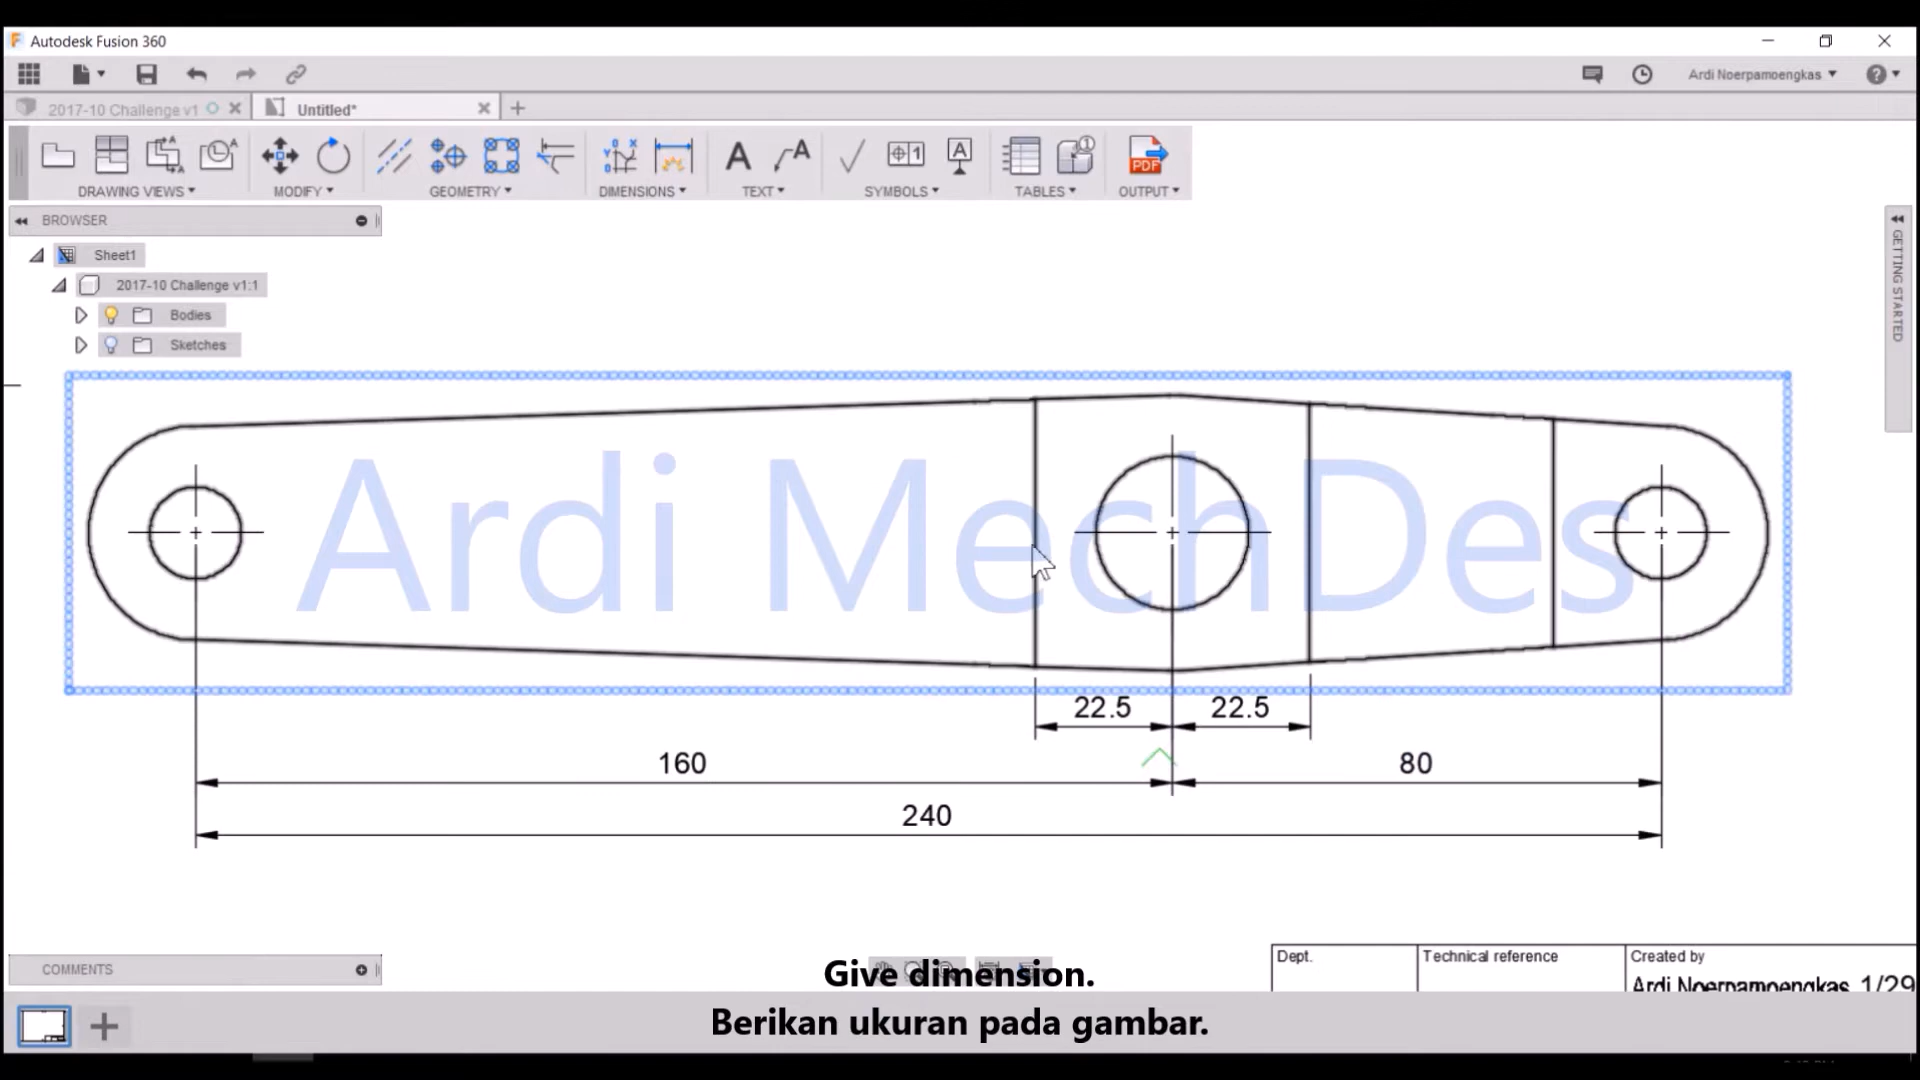 Autodesk Fusion 360
Ardi Noerpamoengkas
2017-10 Challenge v1
Untitled*
DRAWING VIEWS
MODIFY
GEOMETRY
DIMENSIONS
TEXT
SYMBOLS
TABLES
OUTPUT
PDF
BROWSER
GETTING STARTED
Sheet1
2017-10 Challenge v1:1
Bodies
Sketches
Ardi MechDes
22.5
22.5
160
80
240
COMMENTS
Dept.
Technical reference
Created by
Ardi Noerpamoengkas 1/29
Give dimension.
Berikan ukuran pada gambar.